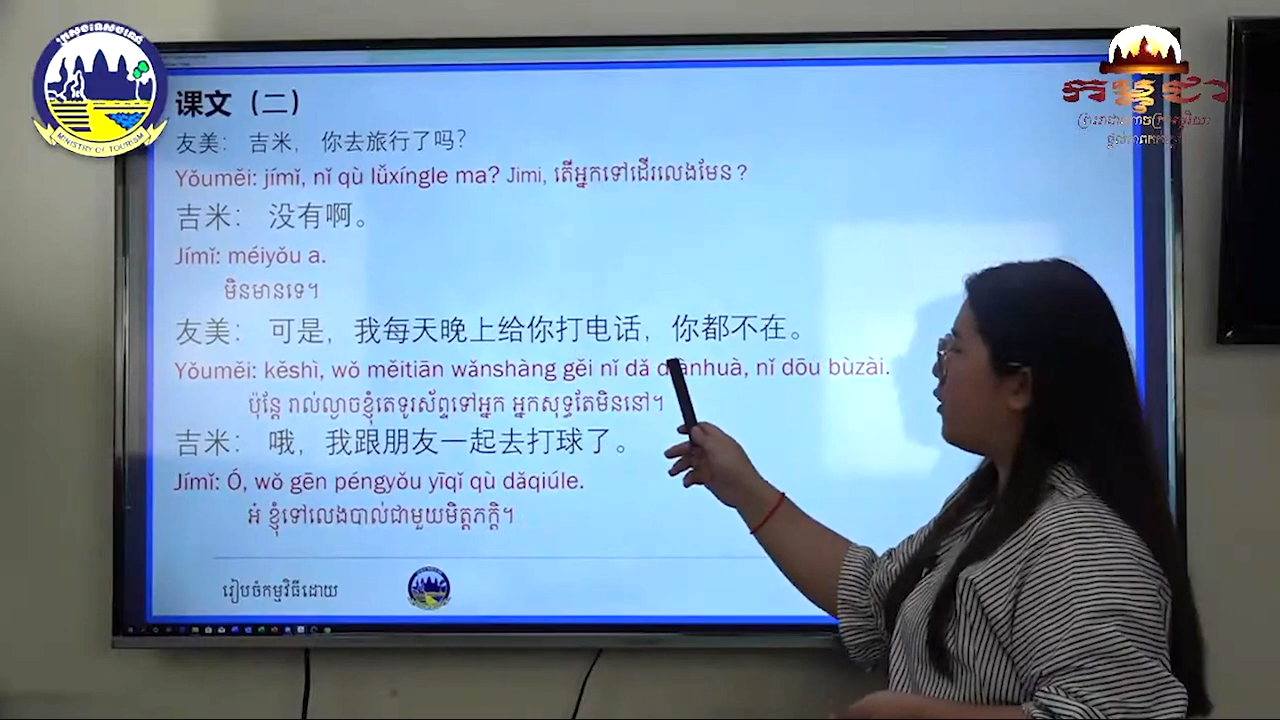 课文（二）
友美： 吉米， 你去旅行了吗？
Yǒuměi: jímǐ, nǐ qù lǚxíngle ma? Jimi, តើអ្នកទៅដើរលេងមែន ?
吉米： 没有啊。
Jímǐ: méiyǒu a.
មិនមានទេ។
友美： 可是，我每天晚上给你打电话，你都不在。
Yǒuměi: kěshì, wǒ měitiān wǎnshàng gěi nǐ dǎ diànhuà, nǐ dōu bùzài.
ប៉ុន្តែ រាល់ល្ងាចខ្ញុំតេទូរស័ព្ទទៅអ្នក អ្នកសុទ្ធតែមិននៅ។
吉米： 哦，我跟朋友一起去打球了。
Jímǐ: Ó, wǒ gēn péngyǒu yīqǐ qù dǎqiúle.
អំ ខ្ញុំទៅលេងបាល់ជាមួយមិត្តភក្តិ។
រៀបចំកម្មវិធីដោយ
MINISTRY OF TOURISM
កម្ពុជា